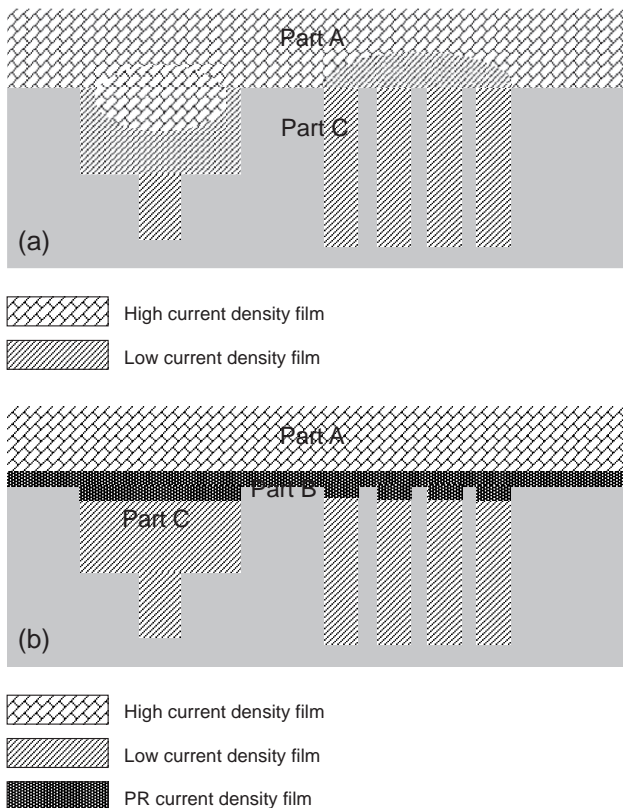 Part A
Part C
(a)
High current density film
Low current density film
Part A
Part B
Part C
(b)
High current density film
Low current density film
PR current density film